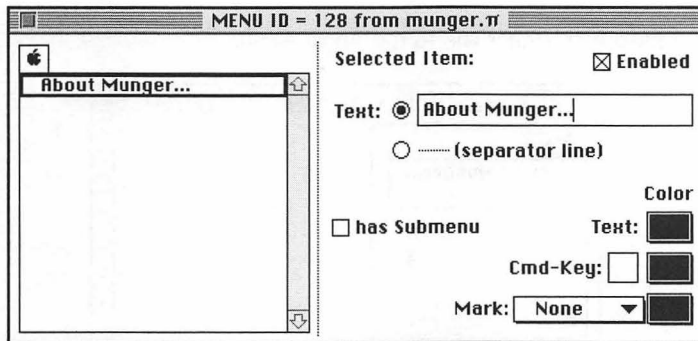 MENU ID = 128 from munger.π
About Munger...
Selected Item:
Enabled
Text:
About Munger...
(separator line)
Color
has Submenu
Text:
Cmd-Key:
Mark:
None